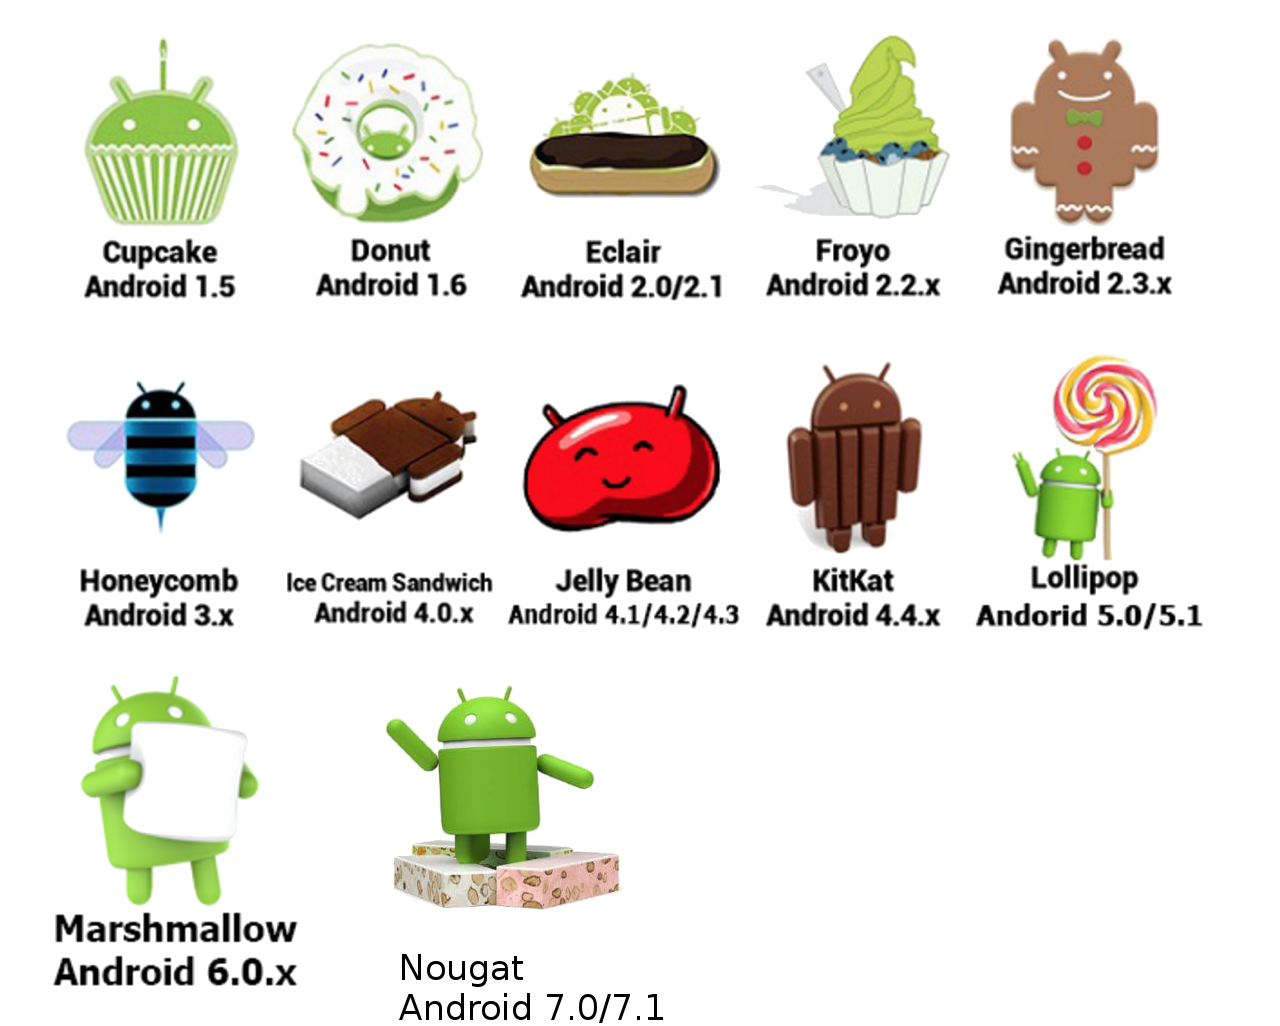 Cupcake
Android 1.5
Donut
Android 1.6
Eclair
Android 2.0/2.1
Froyo
Android 2.2.x
Gingerbread
Android 2.3.x
Honeycomb
Android 3.x
Ice Cream Sandwich
Android 4.0.x
Jelly Bean
Android 4.1/4.2/4.3
KitKat
Android 4.4.x
Lollipop
Andorid 5.0/5.1
Marshmallow
Android 6.0.x
Nougat
Android 7.0/7.1